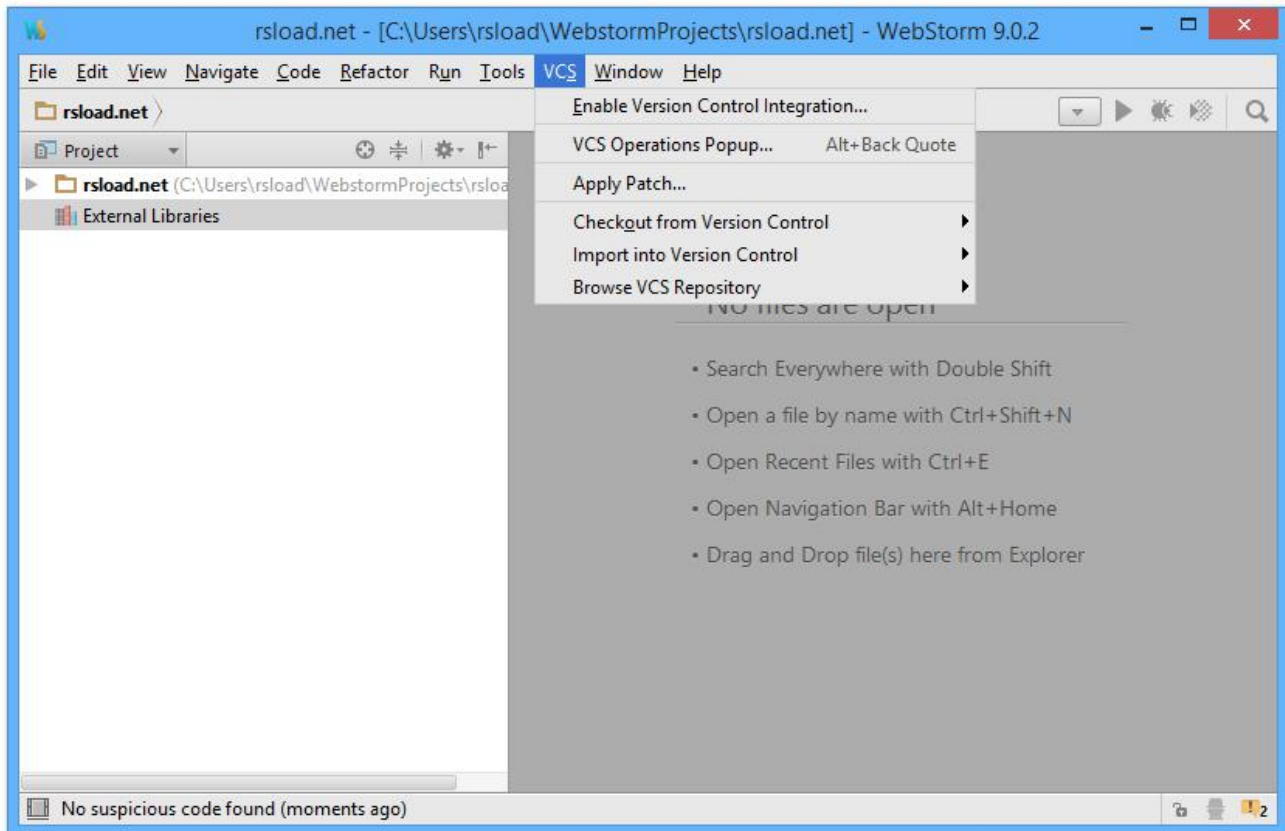 rsload.net - [C:\Users\rsload\WebstormProjects\rsload.net] - WebStorm 9.0.2
File Edit View Navigate Code Refactor Run Tools VCS Window Help
rsload.net
Enable Version Control Integration...
Project
VCS Operations Popup... Alt+Back Quote
rsload.net (C:\Users\rsload\WebstormProjects\rsloa
Apply Patch...
External Libraries
Checkout from Version Control
Import into Version Control
Browse VCS Repository
No files are open
• Search Everywhere with Double Shift
• Open a file by name with Ctrl+Shift+N
• Open Recent Files with Ctrl+E
• Open Navigation Bar with Alt+Home
• Drag and Drop file(s) here from Explorer
No suspicious code found (moments ago)
2